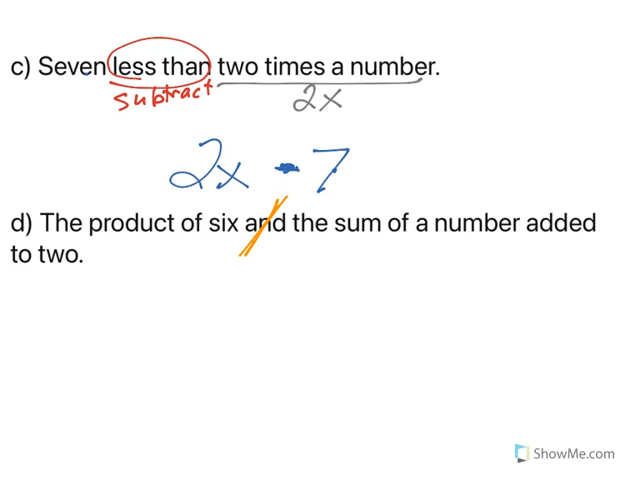 c) Seven less than two times a number.
subtract 2x
2x - 7
d) The product of six and the sum of a number added
to two.
ShowMe.com